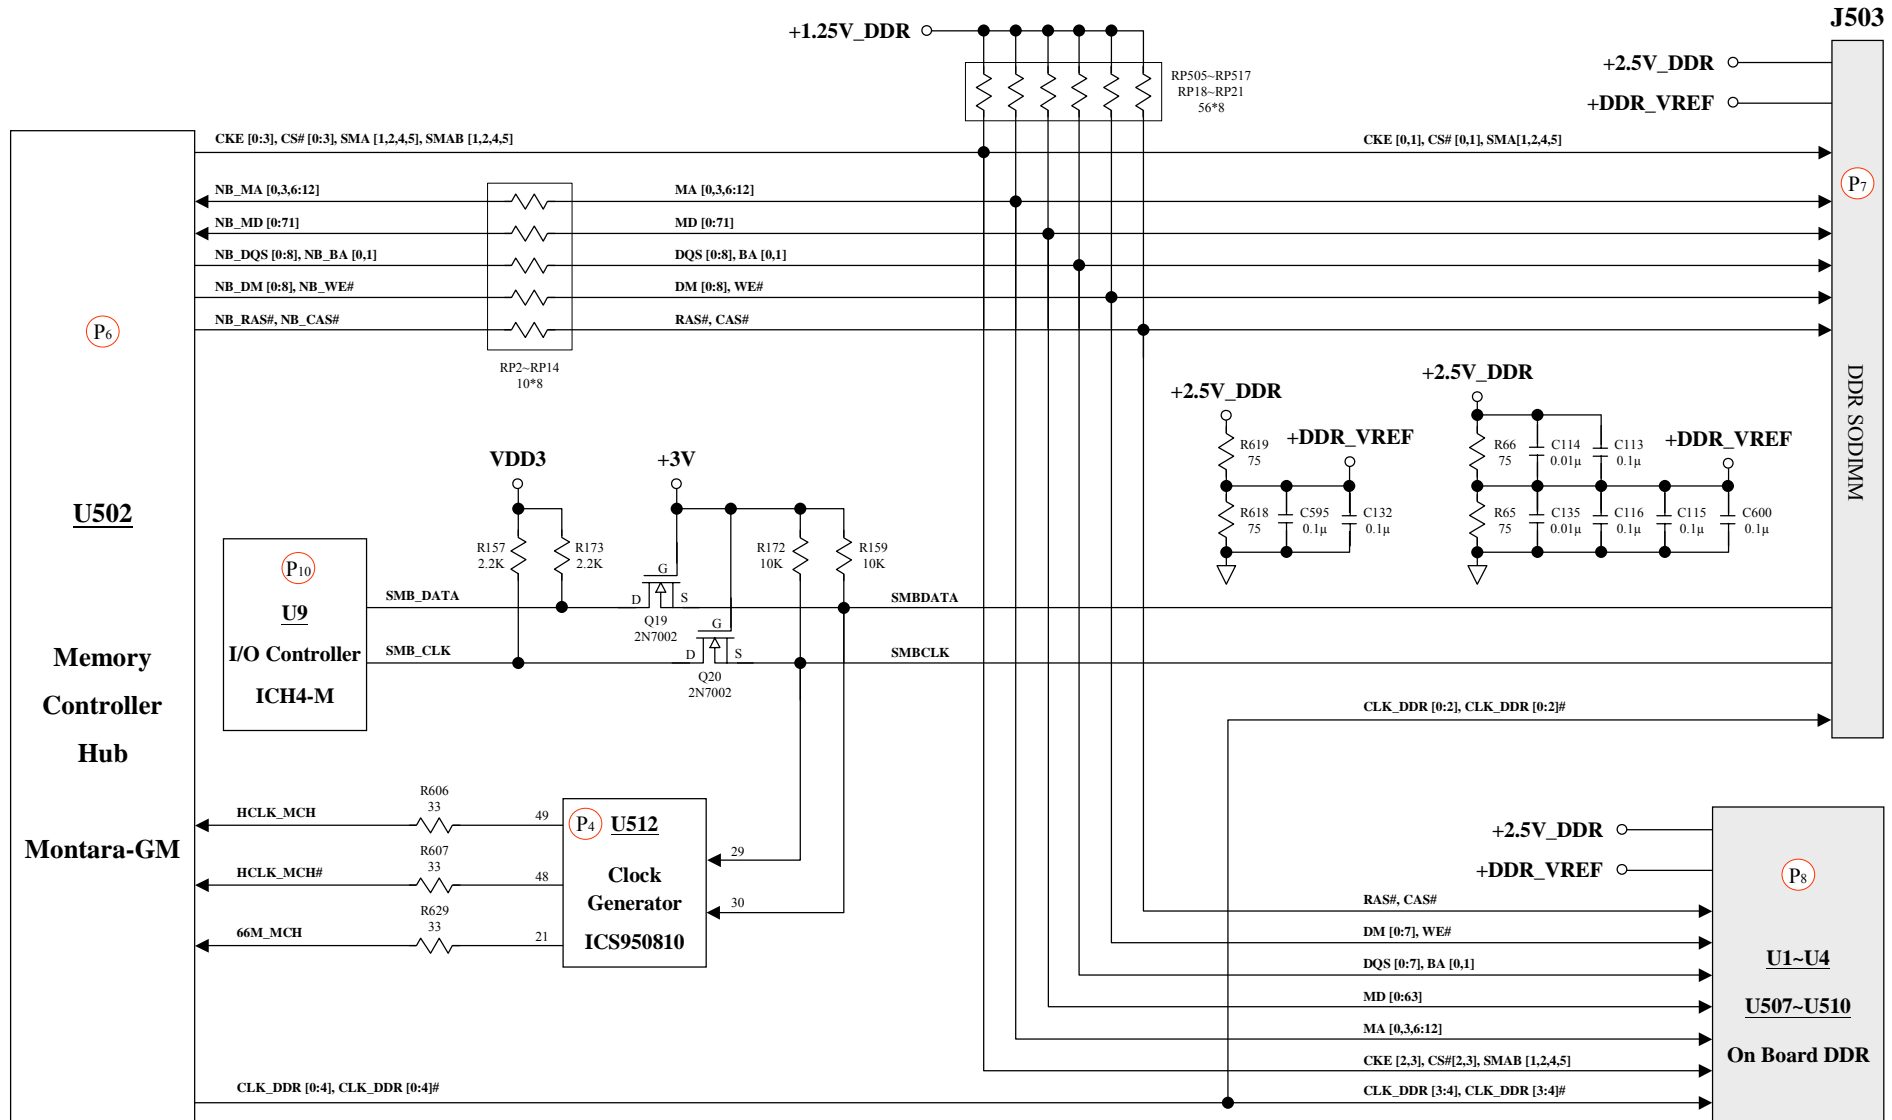 J503
+1.25V_DDR
+2.5V_DDR
+DDR_VREF
RP505~RP517
RP18~RP21
56*8
CKE [0:3], CS# [0:3], SMA [1,2,4,5], SMAB [1,2,4,5]
CKE [0,1], CS# [0,1], SMA[1,2,4,5]
P7
NB_MA [0,3,6:12]
MA [0,3,6:12]
NB_MD [0:71]
MD [0:71]
NB_DQS [0:8], NB_BA [0,1]
DQS [0:8], BA [0,1]
NB_DM [0:8], NB_WE#
DM [0:8], WE#
NB_RAS#, NB_CAS#
RAS#, CAS#
P6
RP2~RP14
10*8
DDR SODIMM
+2.5V_DDR
R619
75
+DDR_VREF
R618
75
C595
0.1μ
C132
0.1μ
+2.5V_DDR
R66
75
C114
0.01μ
C113
0.1μ
+DDR_VREF
R65
75
C135
0.01μ
C116
0.1μ
C115
0.1μ
C600
0.1μ
U502
Memory
Controller
Hub
Montara-GM
VDD3
+3V
R157
2.2K
R173
2.2K
R172
10K
R159
10K
P10
U9
I/O Controller
ICH4-M
SMB_DATA
D
G
S
Q19
2N7002
SMBDATA
SMB_CLK
D
G
S
Q20
2N7002
SMBCLK
CLK_DDR [0:2], CLK_DDR [0:2]#
HCLK_MCH
R606
33
49
HCLK_MCH#
R607
33
48
66M_MCH
R629
33
21
P4
U512
Clock
Generator
ICS950810
29
30
+2.5V_DDR
+DDR_VREF
P8
RAS#, CAS#
DM [0:7], WE#
DQS [0:7], BA [0,1]
MD [0:63]
MA [0,3,6:12]
CKE [2,3], CS#[2,3], SMAB [1,2,4,5]
CLK_DDR [3:4], CLK_DDR [3:4]#
U1~U4
U507~U510
On Board DDR
CLK_DDR [0:4], CLK_DDR [0:4]#